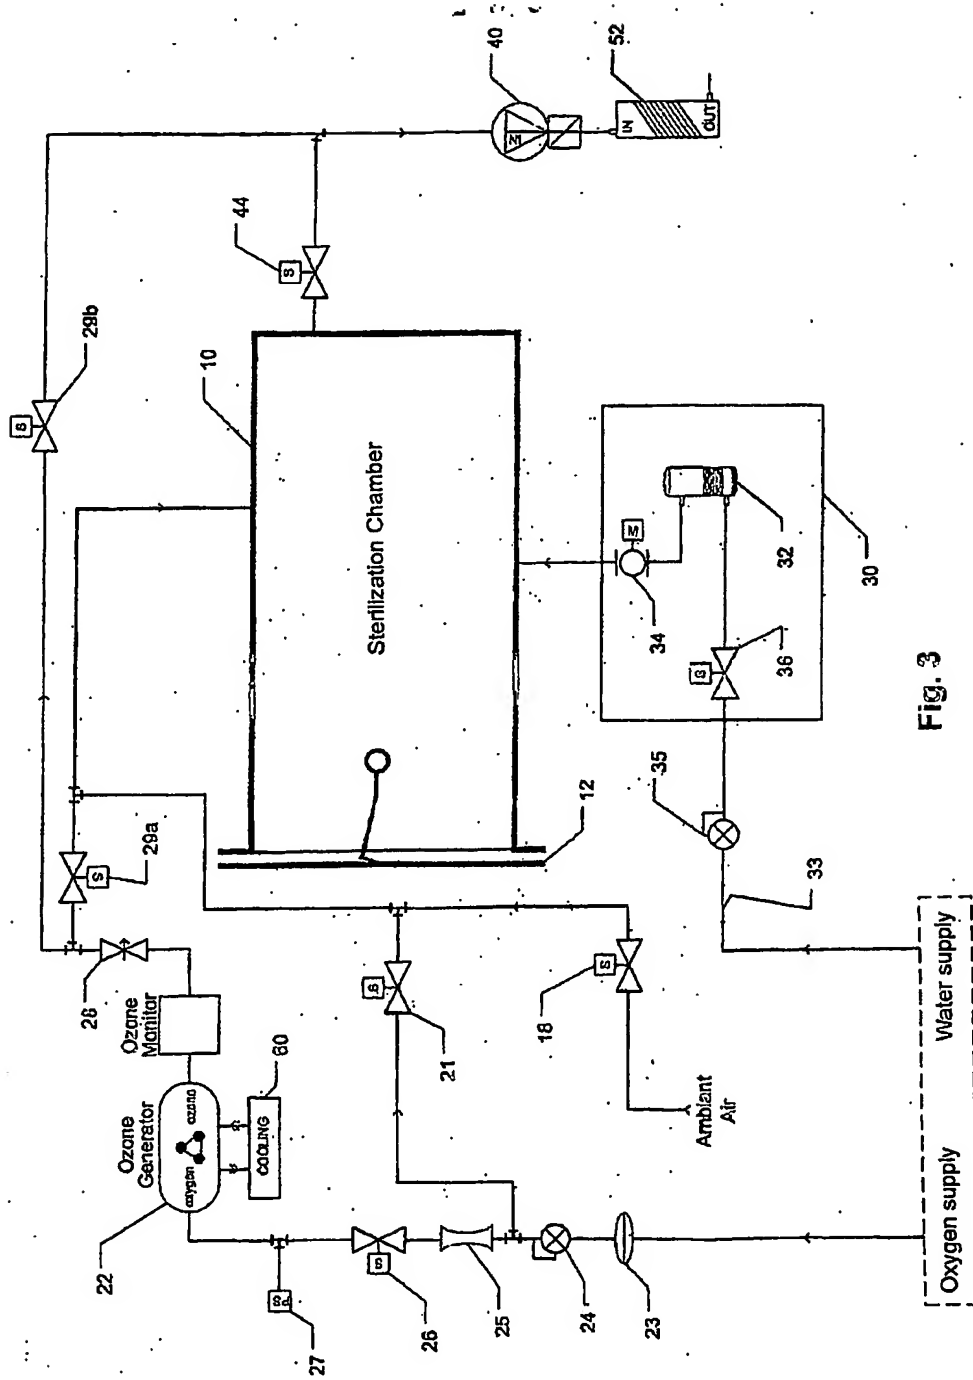 29b
S
28
Ozone
Monitor
29a
S
Ozone
Generator
22
oxygen
ozone
60
COOLING
10
44
S
27
PS
26
S
25
24
23
21
S
18
S
Ambiant
Air
Sterilization Chamber
12
40
M
52
IN
OUT
34
M
35
36
S
32
33
30
Oxygen supply
Water supply
Fig. 3